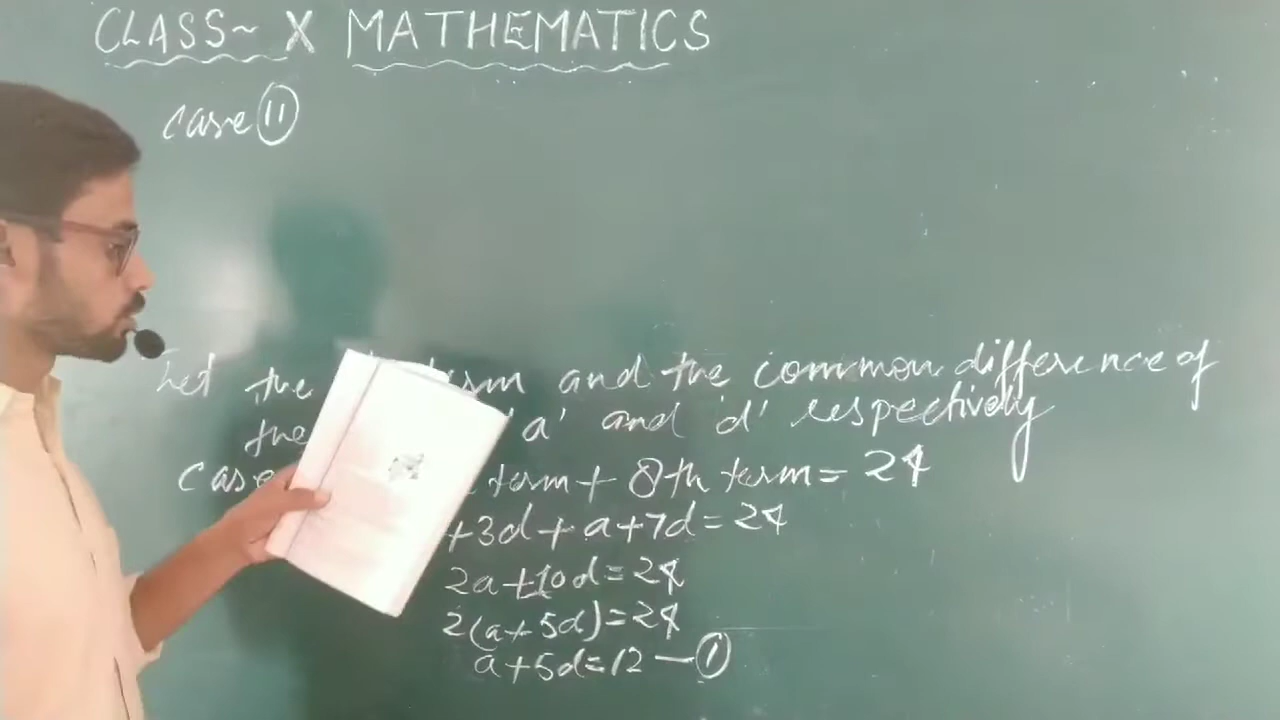 CLASS~ X MATHEMATICS
case 11
Let the term and the common difference of
the 'a' and 'd' respectively
case term + 8th term = 24
+3d+a+7d=24
2a+10d=24
2(a+5d)=24
a+5d=12 — 1